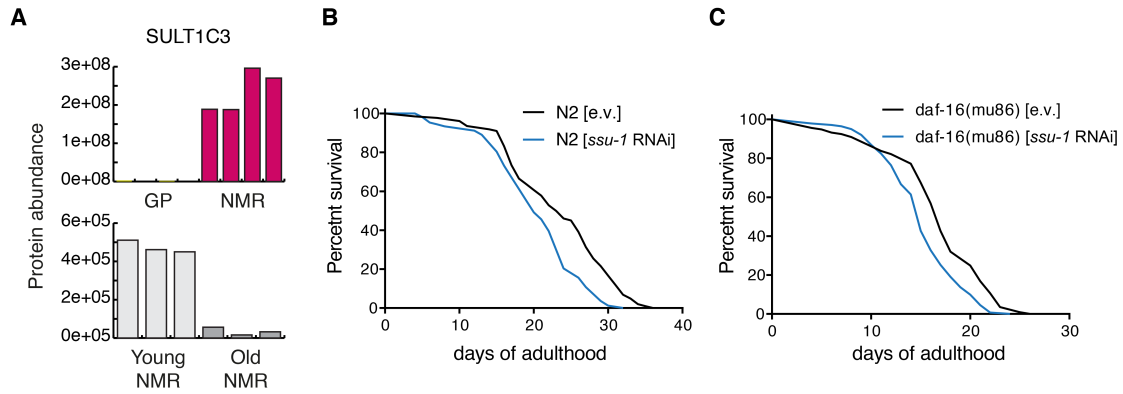 A
SULT1C3
Protein abundance
3e+08
2e+08
1e+08
0e+08
GP
NMR
6e+05
4e+05
2e+05
0e+05
Young
NMR
Old
NMR
B
N2 [e.v.]
N2 [ssu-1 RNAi]
Percetnt survival
100
80
60
40
20
0
0
10
20
30
40
days of adulthood
C
daf-16(mu86) [e.v.]
daf-16(mu86) [ssu-1 RNAi]
Percetnt survival
100
80
60
40
20
0
0
10
20
30
days of adulthood